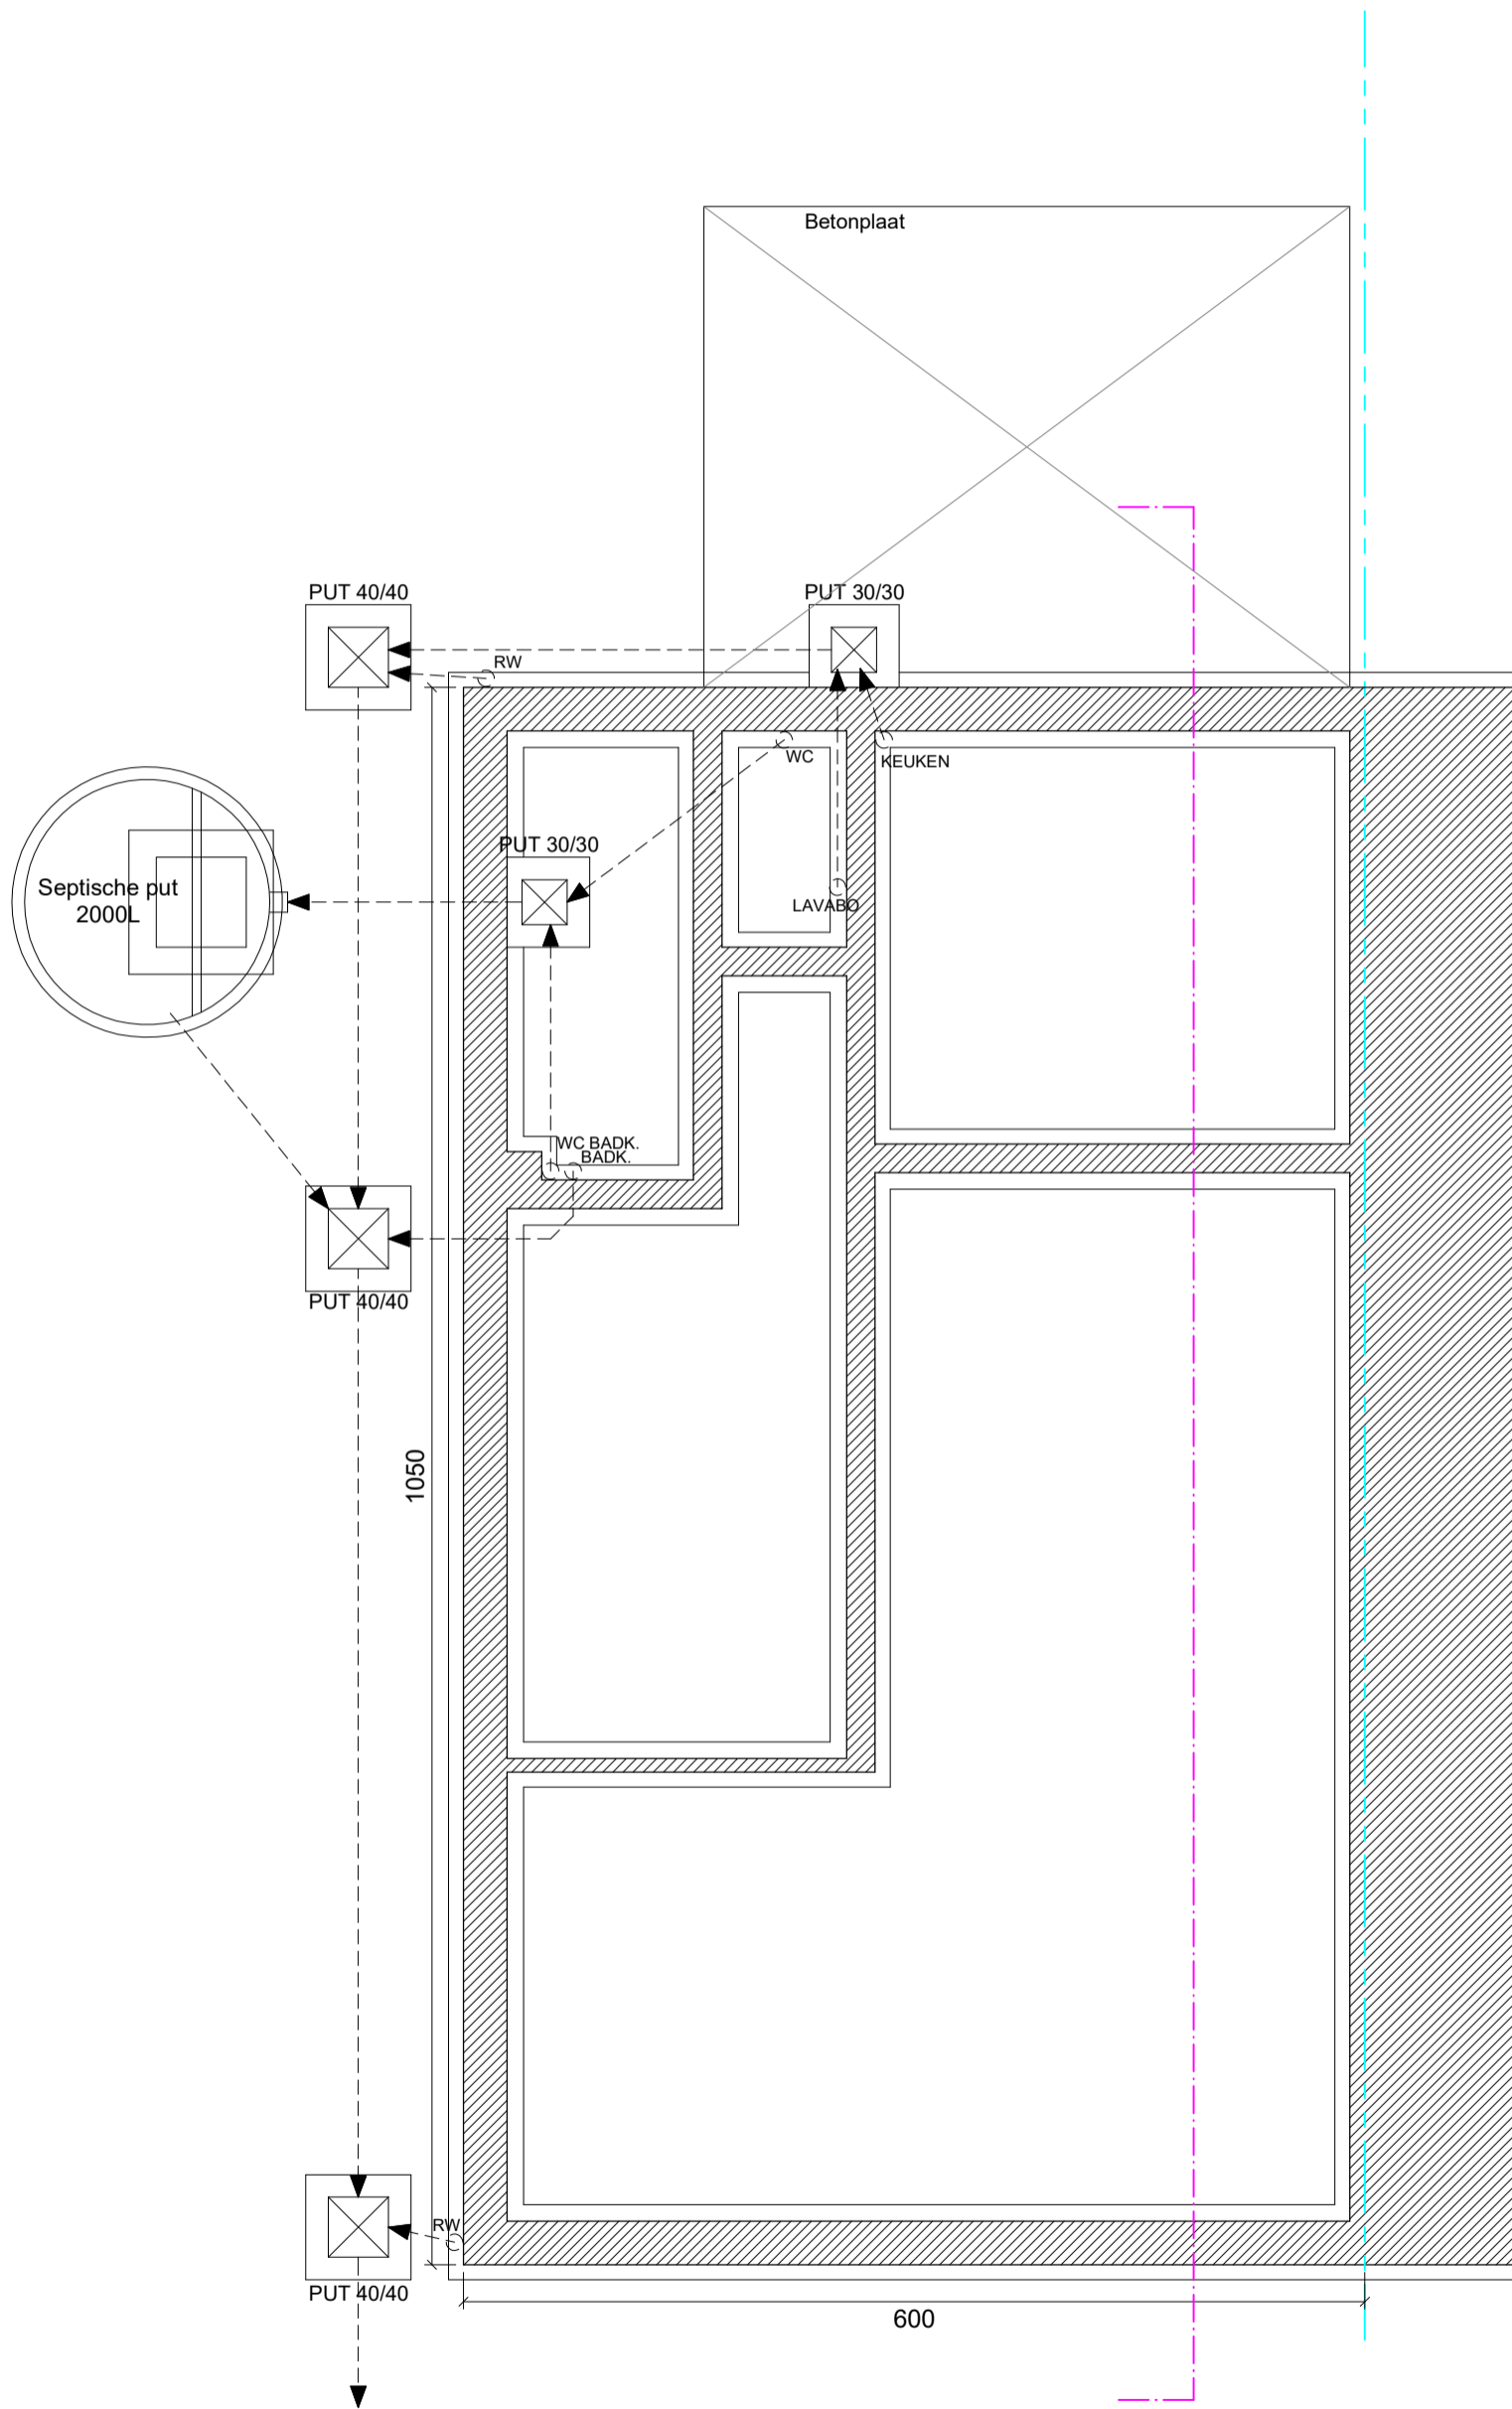 Betonplaat
PUT 40/40
PUT 30/30
RW
WC
KEUKEN
PUT 30/30
Septische put
2000L
LAVABO
WC BADK.
BADK.
PUT 40/40
1050
RW
PUT 40/40
600